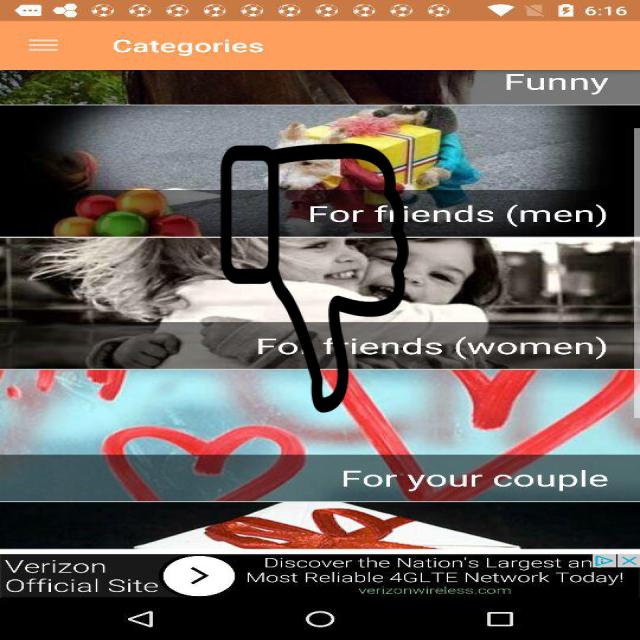 6:16
Categories
Funny
For friends (men)
For friends (women)
For your couple
Verizon
Official Site
Discover the Nation's Largest an
Most Reliable 4GLTE Network Today!
verizonwireless.com